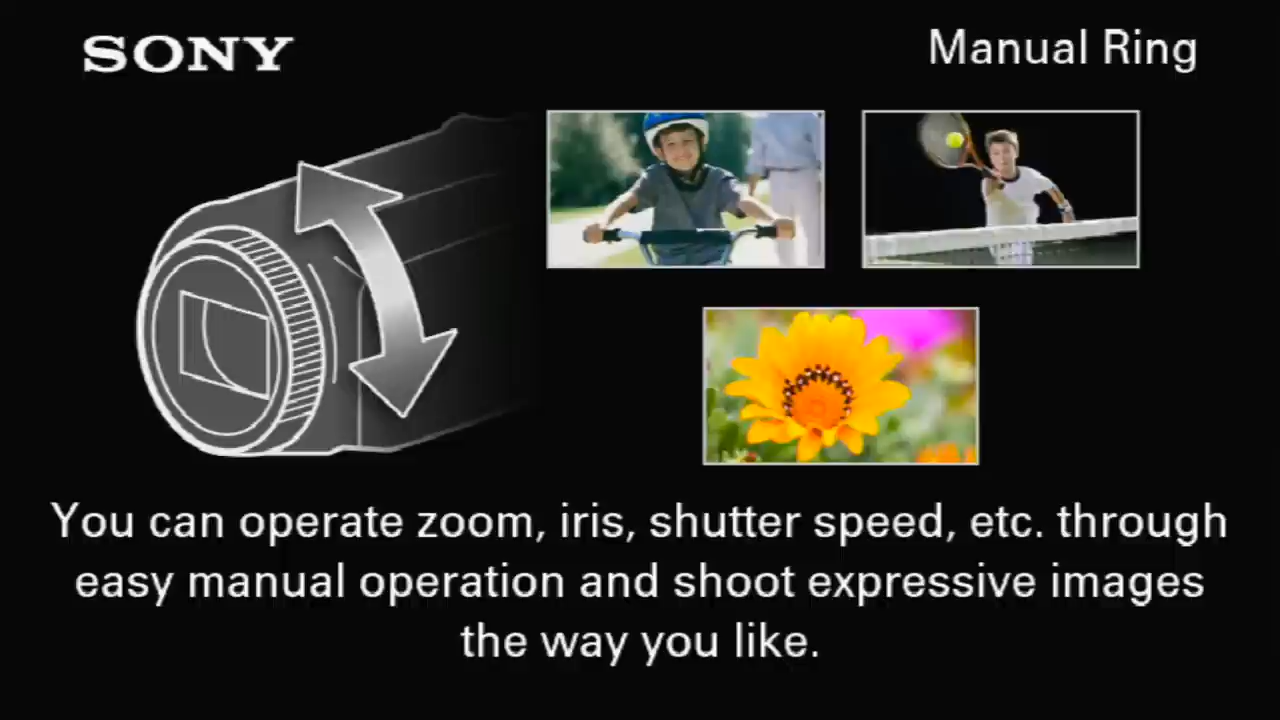 SONY
Manual Ring
You can operate zoom, iris, shutter speed, etc. through
easy manual operation and shoot expressive images
the way you like.